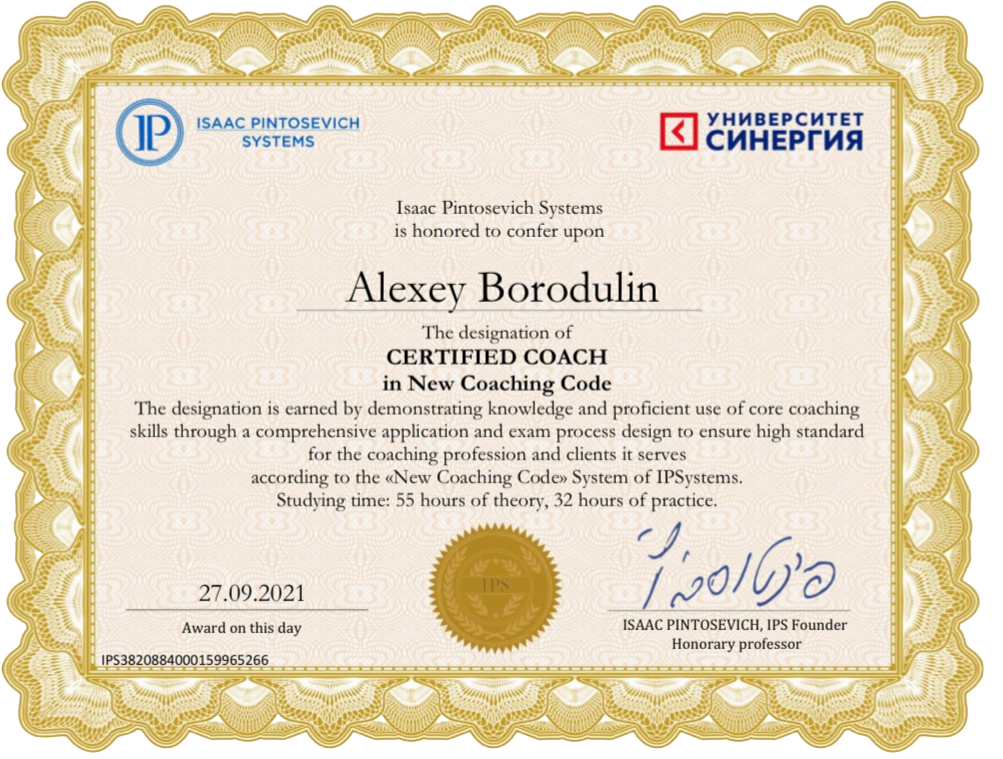 IP
ISAAC PINTOSEVICH
SYSTEMS
УНИВЕРСИТЕТ
СИНЕРГИЯ
Isaac Pintosevich Systems
is honored to confer upon
Alexey Borodulin
The designation of
CERTIFIED COACH
in New Coaching Code
The designation is earned by demonstrating knowledge and proficient use of core coaching
skills through a comprehensive application and exam process design to ensure high standard
for the coaching profession and clients it serves
according to the «New Coaching Code» System of IPSystems.
Studying time: 55 hours of theory, 32 hours of practice.
IPS
27.09.2021
Award on this day
ISAAC PINTOSEVICH, IPS Founder
Honorary professor
IPS3820884000159965266